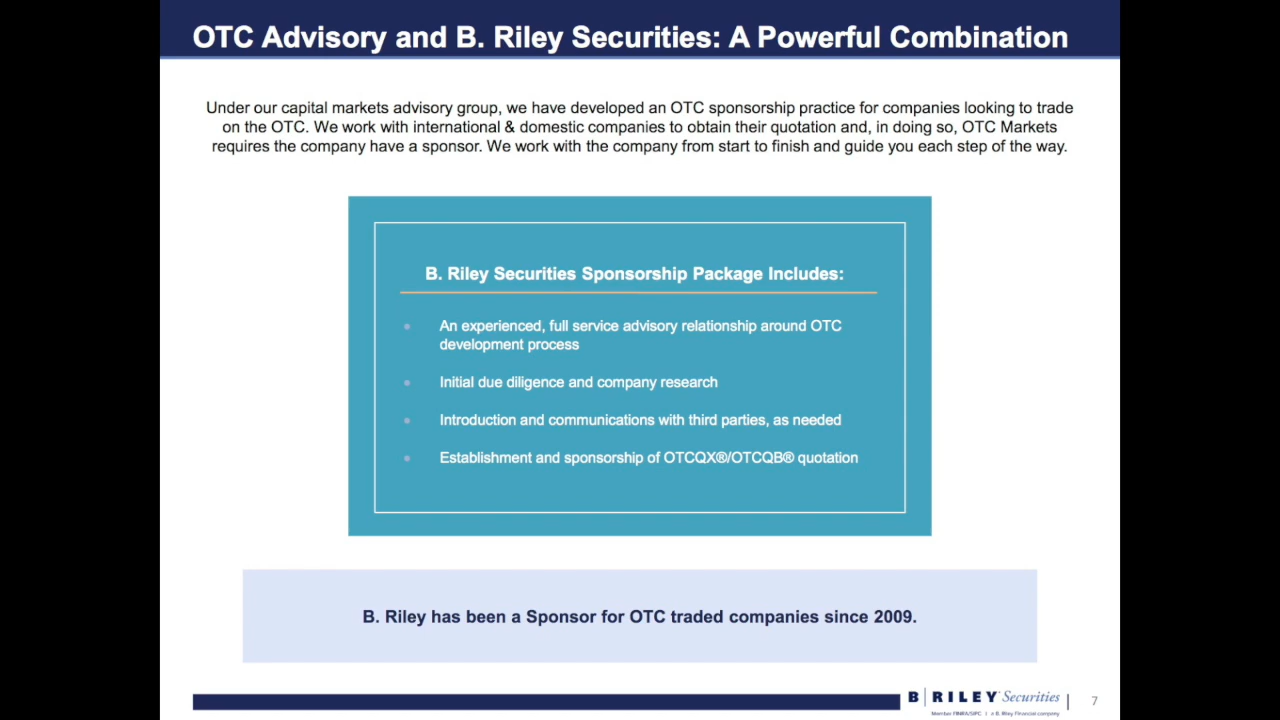 OTC Advisory and B. Riley Securities: A Powerful Combination
Under our capital markets advisory group, we have developed an OTC sponsorship practice for companies looking to trade
on the OTC. We work with international & domestic companies to obtain their quotation and, in doing so, OTC Markets
requires the company have a sponsor. We work with the company from start to finish and guide you each step of the way.
B. Riley Securities Sponsorship Package Includes:
An experienced, full service advisory relationship around OTC
development process
Initial due diligence and company research
Introduction and communications with third parties, as needed
Establishment and sponsorship of OTCQX®/OTCQB® quotation
B. Riley has been a Sponsor for OTC traded companies since 2009.
B RILEY Securities
Member FINRA/SIPC | a B. Riley Financial company
7